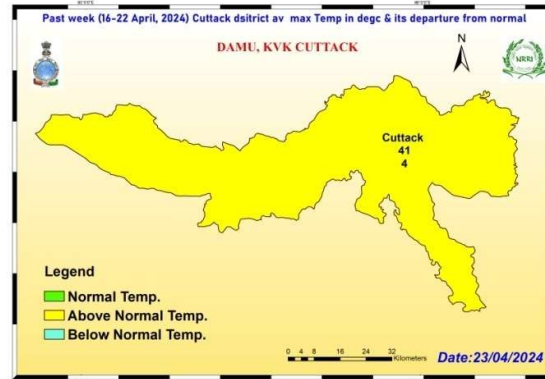 Past week (16-22 April, 2024) Cuttack dsitrict av max Temp in degc & its departure from normal
DAMU, KVK CUTTACK
N
NRRI
Cuttack
41
4
Legend
Normal Temp.
Above Normal Temp.
Below Normal Temp.
0 4 8 16 24 32
Kilometers
Date:23/04/2024